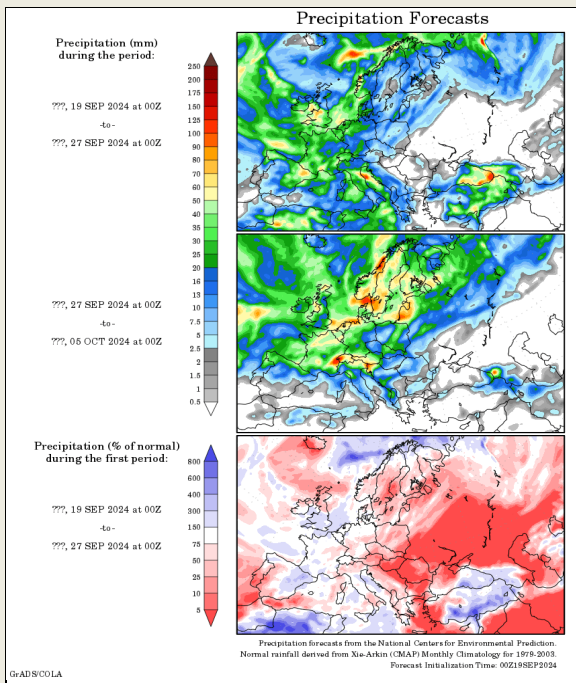 Precipitation Forecasts
Precipitation (mm)
during the period:
???, 19 SEP 2024 at 00Z
-to-
???, 27 SEP 2024 at 00Z
250
200
175
150
125
100
90
80
70
60
50
45
40
35
30
25
20
16
13
10
7.5
5
2.5
2
1.5
1
0.5
???, 27 SEP 2024 at 00Z
-to-
???, 05 OCT 2024 at 00Z
Precipitation (% of normal)
during the first period:
???, 19 SEP 2024 at 00Z
-to-
???, 27 SEP 2024 at 00Z
800
600
400
300
150
75
50
25
10
5
Precipitation forecasts from the National Centers for Environmental Prediction.
Normal rainfall derived from Xie-Arkin (CMAP) Monthly Climatology for 1979-2003.
Forecast Initialization Time: 00Z19SEP2024
GrADS/COLA